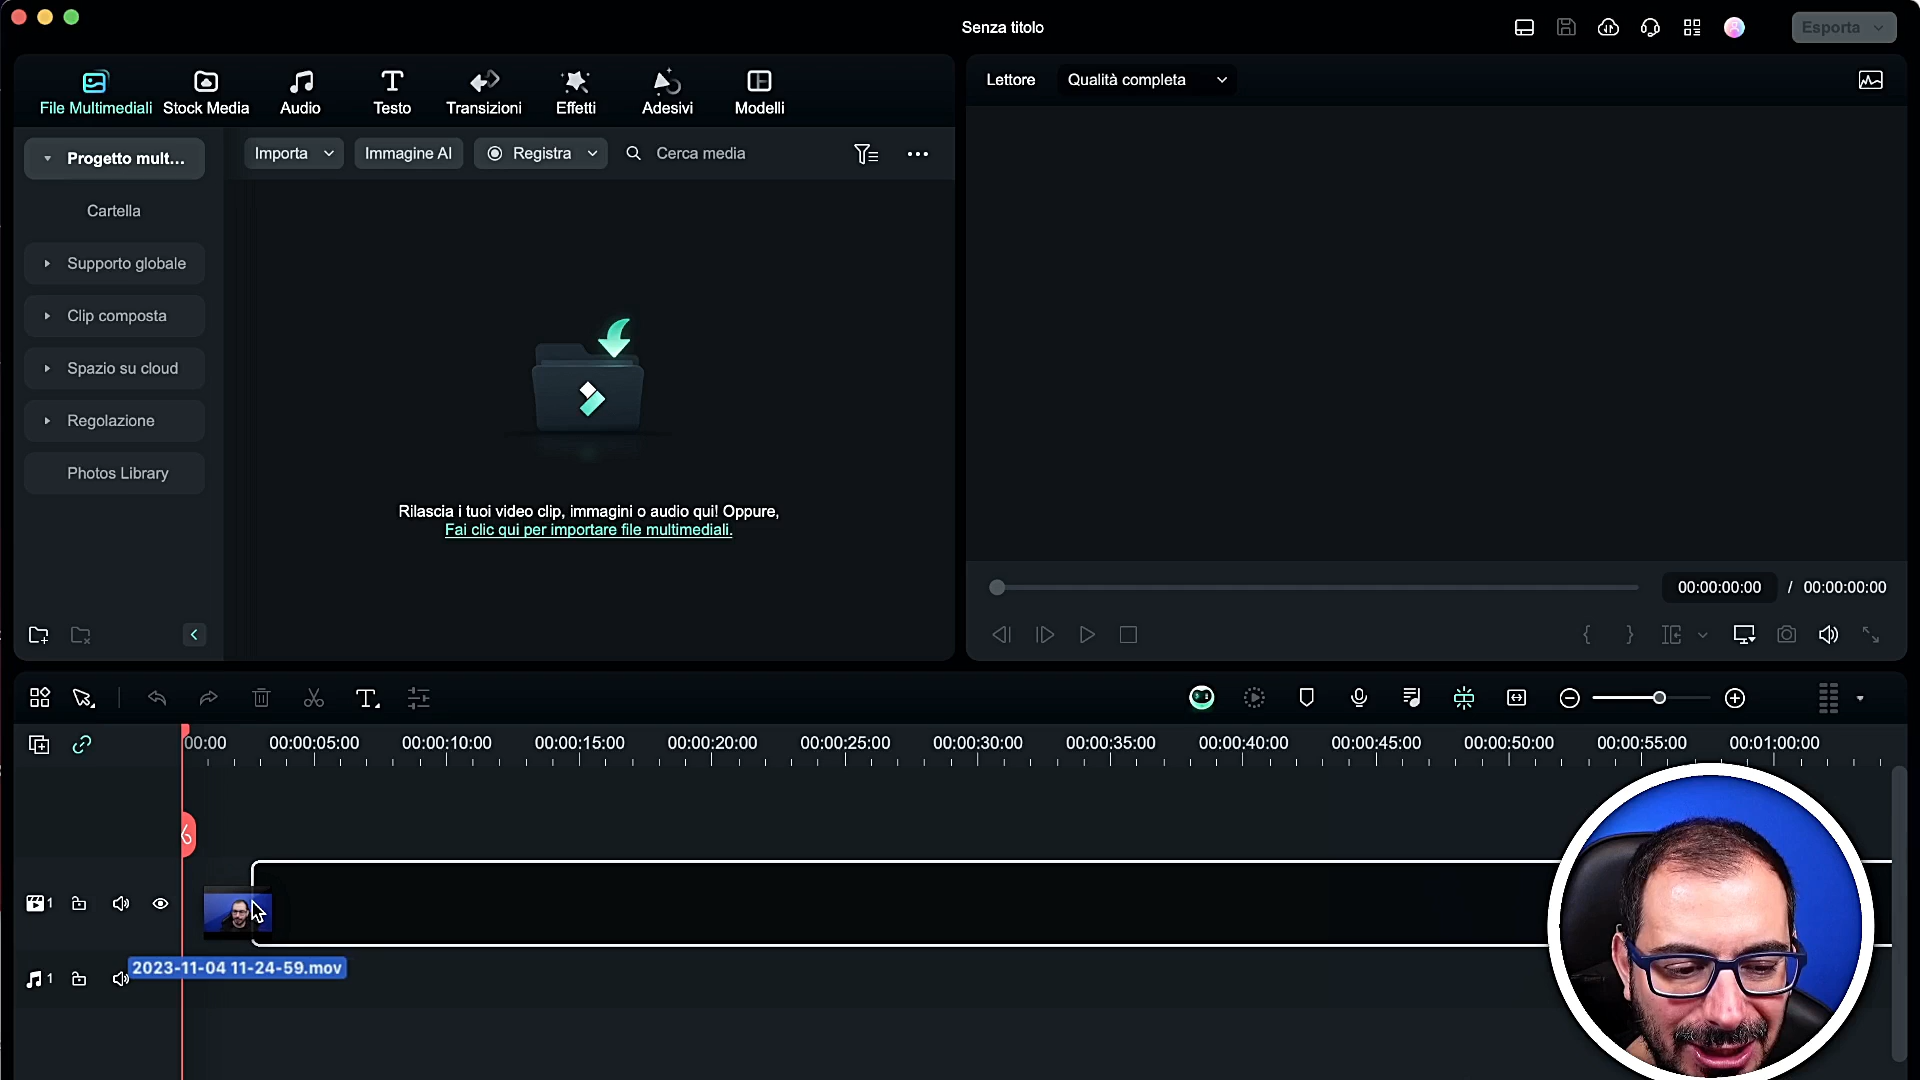 Senza titolo
Esporta
File Multimediali
Stock Media
Audio
Testo
Transizioni
Effetti
Adesivi
Modelli
Lettore
Qualità completa
Progetto mult...
Importa
Immagine AI
Registra
Cerca media
Cartella
Supporto globale
Clip composta
Spazio su cloud
Regolazione
Photos Library
Rilascia i tuoi video clip, immagini o audio qui! Oppure,
Fai clic qui per importare file multimediali.
00:00:00:00 / 00:00:00:00
00:00 00:00:05:00 00:00:10:00 00:00:15:00 00:00:20:00 00:00:25:00 00:00:30:00 00:00:35:00 00:00:40:00 00:00:45:00 00:00:50:00 00:00:55:00 00:01:00:00
1
2023-11-04 11-24-59.mov
1